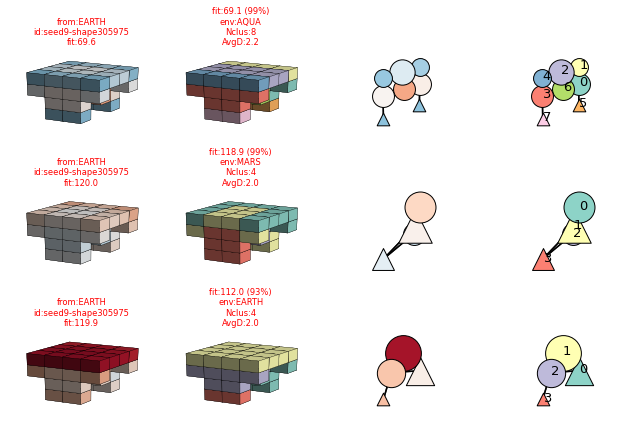 from:EARTH
id:seed9-shape305975
fit:69.6
fit:69.1 (99%)
env:AQUA
Nclus:8
AvgD:2.2
1
2
4
0
6
3
5
7
from:EARTH
id:seed9-shape305975
fit:120.0
fit:118.9 (99%)
env:MARS
Nclus:4
AvgD:2.0
0
1
2
3
from:EARTH
id:seed9-shape305975
fit:119.9
fit:112.0 (93%)
env:EARTH
Nclus:4
AvgD:2.0
1
2
0
3